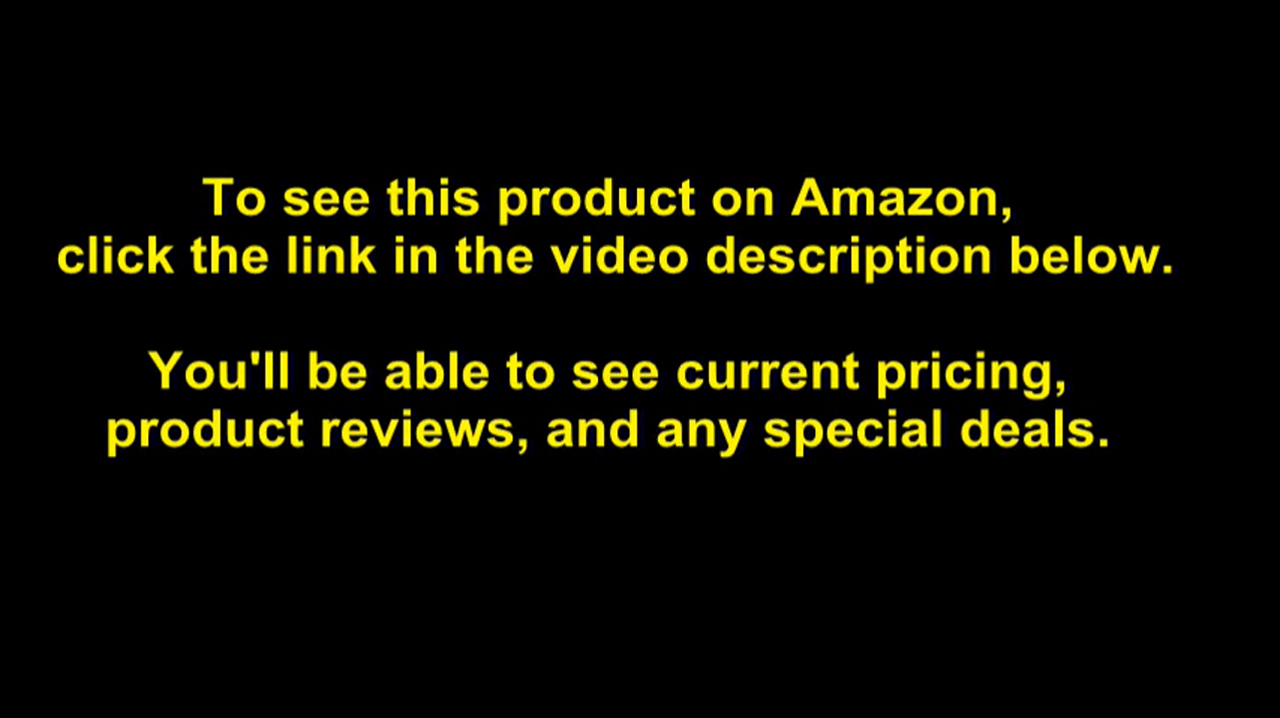 To see this product on Amazon,
click the link in the video description below.
You'll be able to see current pricing,
product reviews, and any special deals.